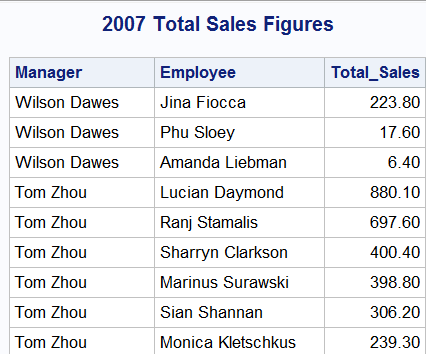 2007 Total Sales Figures
Manager Employee Total_Sales
Wilson Dawes Jina Fiocca 223.80
Wilson Dawes Phu Sloey 17.60
Wilson Dawes Amanda Liebman 6.40
Tom Zhou Lucian Daymond 880.10
Tom Zhou Ranj Stamalis 697.60
Tom Zhou Sharryn Clarkson 400.40
Tom Zhou Marinus Surawski 398.80
Tom Zhou Sian Shannan 306.20
Tom Zhou Monica Kletschkus 239.30